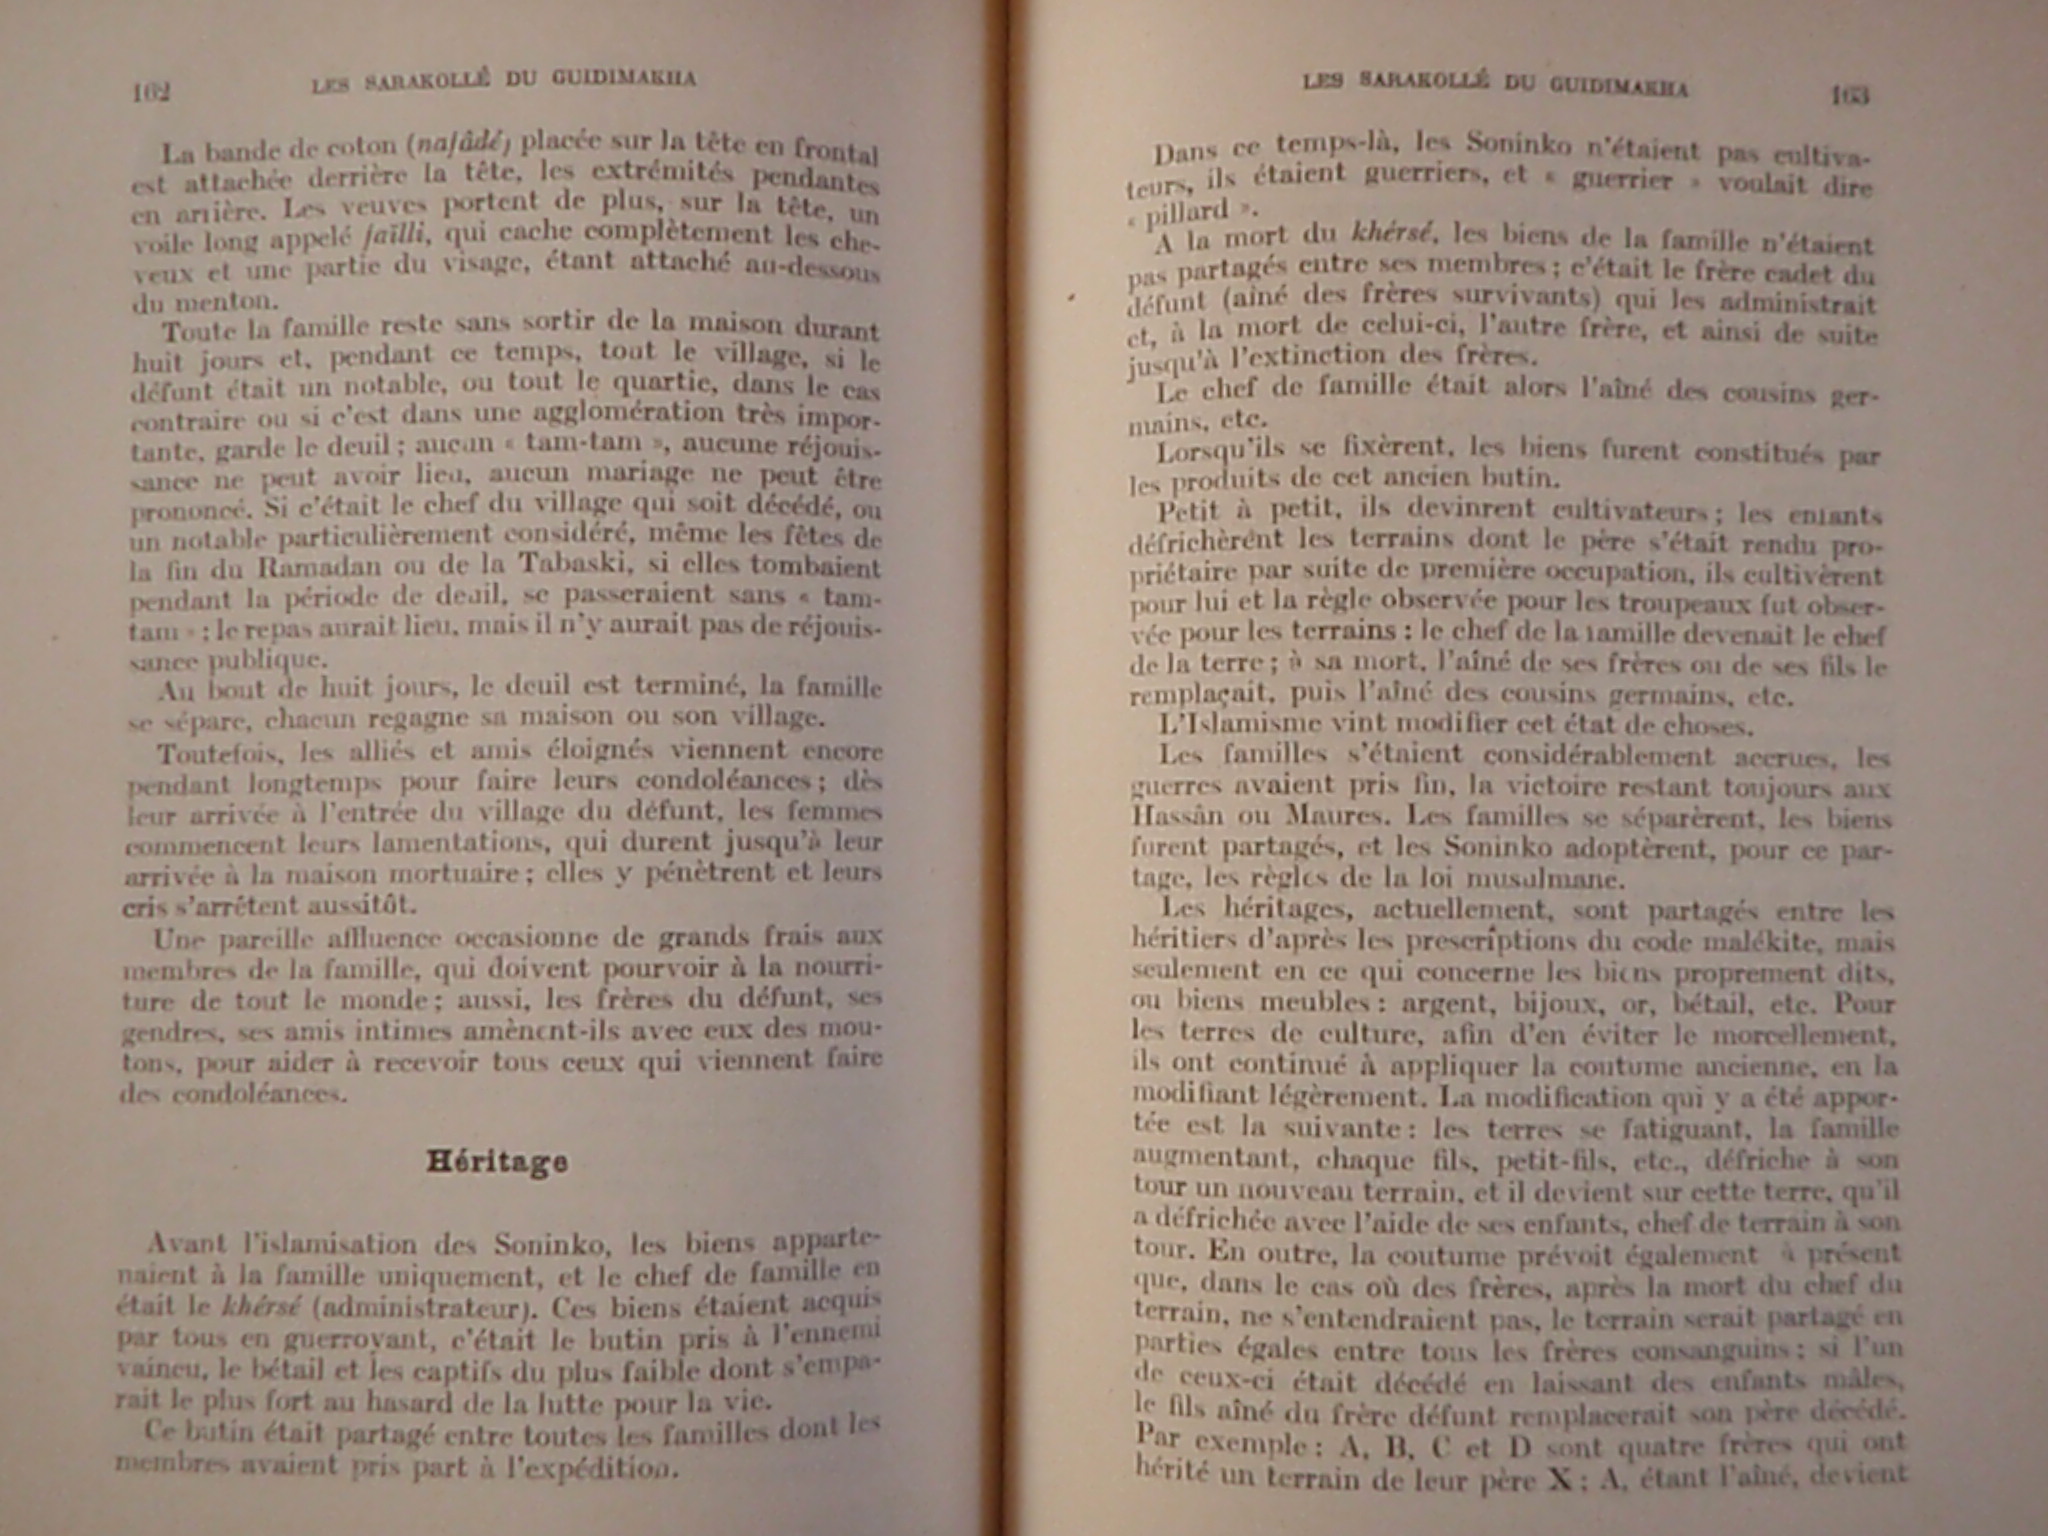 162
LES SARAKOLLÉ DU GUIDIMAKHA
La bande de coton (najâdé) placée sur la tête en frontal
est attachée derrière la tête, les extrémités pendantes
en arrière. Les veuves portent de plus, sur la tête, un
voile long appelé jaïlli, qui cache complètement les che-
veux et une partie du visage, étant attaché au-dessous
du menton.
Toute la famille reste sans sortir de la maison durant
huit jours et, pendant ce temps, tout le village, si le
défunt était un notable, ou tout le quartie, dans le cas
contraire ou si c'est dans une agglomération très impor-
tante, garde le deuil ; aucun « tam-tam », aucune réjouis-
sance ne peut avoir lieu, aucun mariage ne peut être
prononcé. Si c'était le chef du village qui soit décédé, ou
un notable particulièrement considéré, même les fêtes de
la fin du Ramadan ou de la Tabaski, si elles tombaient
pendant la période de deuil, se passeraient sans « tam-
tam » ; le repas aurait lieu, mais il n'y aurait pas de réjouis-
sance publique.
Au bout de huit jours, le deuil est terminé, la famille
se sépare, chacun regagne sa maison ou son village.
Toutefois, les alliés et amis éloignés viennent encore
pendant longtemps pour faire leurs condoléances ; dès
leur arrivée à l'entrée du village du défunt, les femmes
commencent leurs lamentations, qui durent jusqu'à leur
arrivée à la maison mortuaire ; elles y pénètrent et leurs
cris s'arrêtent aussitôt.
Une pareille affluence occasionne de grands frais aux
membres de la famille, qui doivent pourvoir à la nourri-
ture de tout le monde ; aussi, les frères du défunt, ses
gendres, ses amis intimes amènent-ils avec eux des mou-
tons, pour aider à recevoir tous ceux qui viennent faire
des condoléances.
Héritage
Avant l'islamisation des Soninko, les biens apparte-
naient à la famille uniquement, et le chef de famille en
était le khérsé (administrateur). Ces biens étaient acquis
par tous en guerroyant, c'était le butin pris à l'ennemi
vaincu, le bétail et les captifs du plus faible dont s'empa-
rait le plus fort au hasard de la lutte pour la vie.
Ce butin était partagé entre toutes les familles dont les
membres avaient pris part à l'expédition.
LES SARAKOLLÉ DU GUIDIMAKHA
163
Dans ce temps-là, les Soninko n'étaient pas cultiva-
teurs, ils étaient guerriers, et « guerrier » voulait dire
« pillard ».
A la mort du khérsé, les biens de la famille n'étaient
pas partagés entre ses membres ; c'était le frère cadet du
défunt (aîné des frères survivants) qui les administrait
et, à la mort de celui-ci, l'autre frère, et ainsi de suite
jusqu'à l'extinction des frères.
Le chef de famille était alors l'aîné des cousins ger-
mains, etc.
Lorsqu'ils se fixèrent, les biens furent constitués par
les produits de cet ancien butin.
Petit à petit, ils devinrent cultivateurs ; les enfants
défrichèrent les terrains dont le père s'était rendu pro-
priétaire par suite de première occupation, ils cultivèrent
pour lui et la règle observée pour les troupeaux fut obser-
vée pour les terrains : le chef de la famille devenait le chef
de la terre ; à sa mort, l'aîné de ses frères ou de ses fils le
remplaçait, puis l'aîné des cousins germains, etc.
L'Islamisme vint modifier cet état de choses.
Les familles s'étaient considérablement accrues, les
guerres avaient pris fin, la victoire restant toujours aux
Hassân ou Maures. Les familles se séparèrent, les biens
furent partagés, et les Soninko adoptèrent, pour ce par-
tage, les règles de la loi musulmane.
Les héritages, actuellement, sont partagés entre les
héritiers d'après les prescriptions du code malékite, mais
seulement en ce qui concerne les biens proprement dits,
ou biens meubles : argent, bijoux, or, bétail, etc. Pour
les terres de culture, afin d'en éviter le morcellement,
ils ont continué à appliquer la coutume ancienne, en la
modifiant légèrement. La modification qui y a été appor-
tée est la suivante : les terres se fatiguant, la famille
augmentant, chaque fils, petit-fils, etc., défriche à son
tour un nouveau terrain, et il devient sur cette terre, qu'il
a défrichée avec l'aide de ses enfants, chef de terrain à son
tour. En outre, la coutume prévoit également à présent
que, dans le cas où des frères, après la mort du chef du
terrain, ne s'entendraient pas, le terrain serait partagé en
parties égales entre tous les frères consanguins ; si l'un
de ceux-ci était décédé en laissant des enfants mâles,
le fils aîné du frère défunt remplacerait son père décédé.
Par exemple : A, B, C et D sont quatre frères qui ont
hérité un terrain de leur père X ; A, étant l'aîné, devient